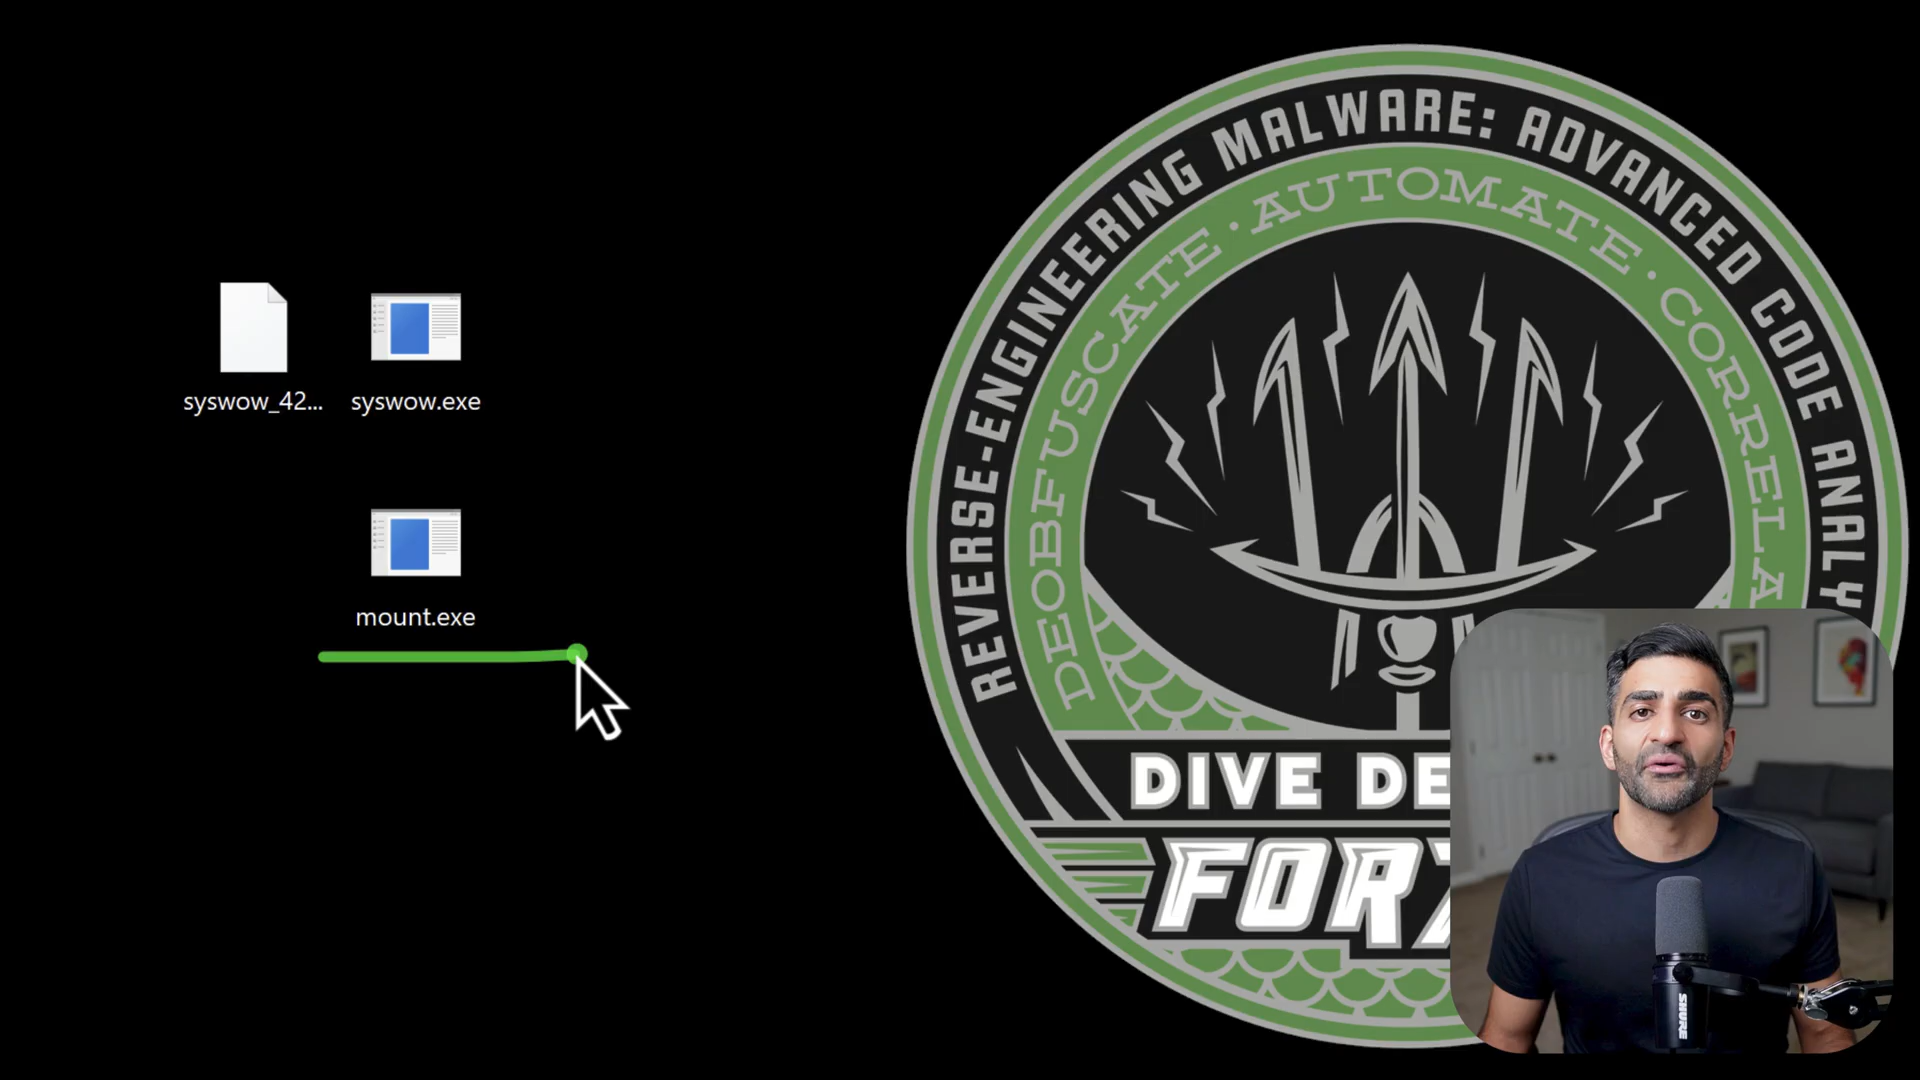 REVERSE-ENGINEERING MALWARE: ADVANCED CODE ANALY
DEOBFUSCATE · AUTOMATE · CORRELA
syswow_42...
syswow.exe
mount.exe
DIVE DE
FOR
SHURE